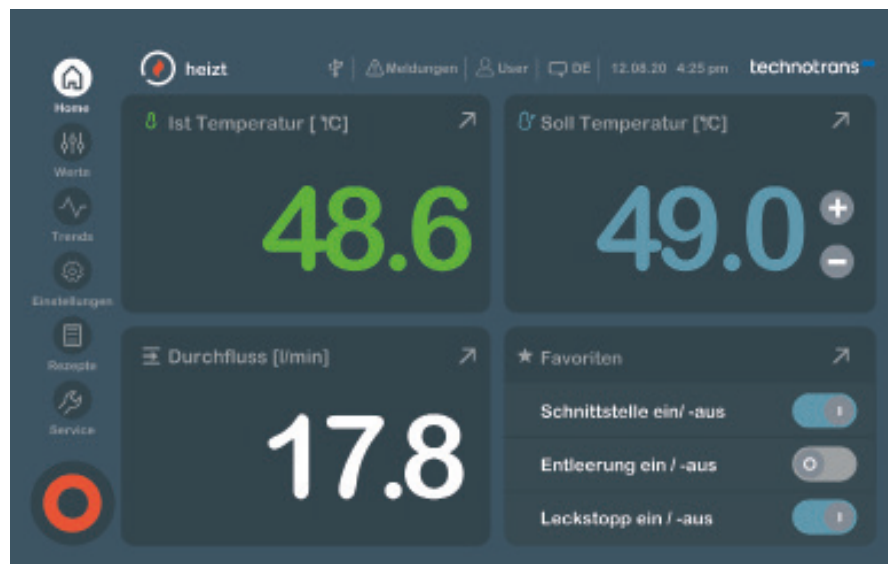 heizt
Meldungen
User
DE
12.08.20 4:25 pm
technotrans
Home
Werte
Trends
Einstellungen
Rezepte
Service
Ist Temperatur [°C]
48.6
Soll Temperatur [°C]
49.0
+
−
Durchfluss [l/min]
17.8
Favoriten
Schnittstelle ein/ -aus
Entleerung ein / -aus
Leckstopp ein / -aus